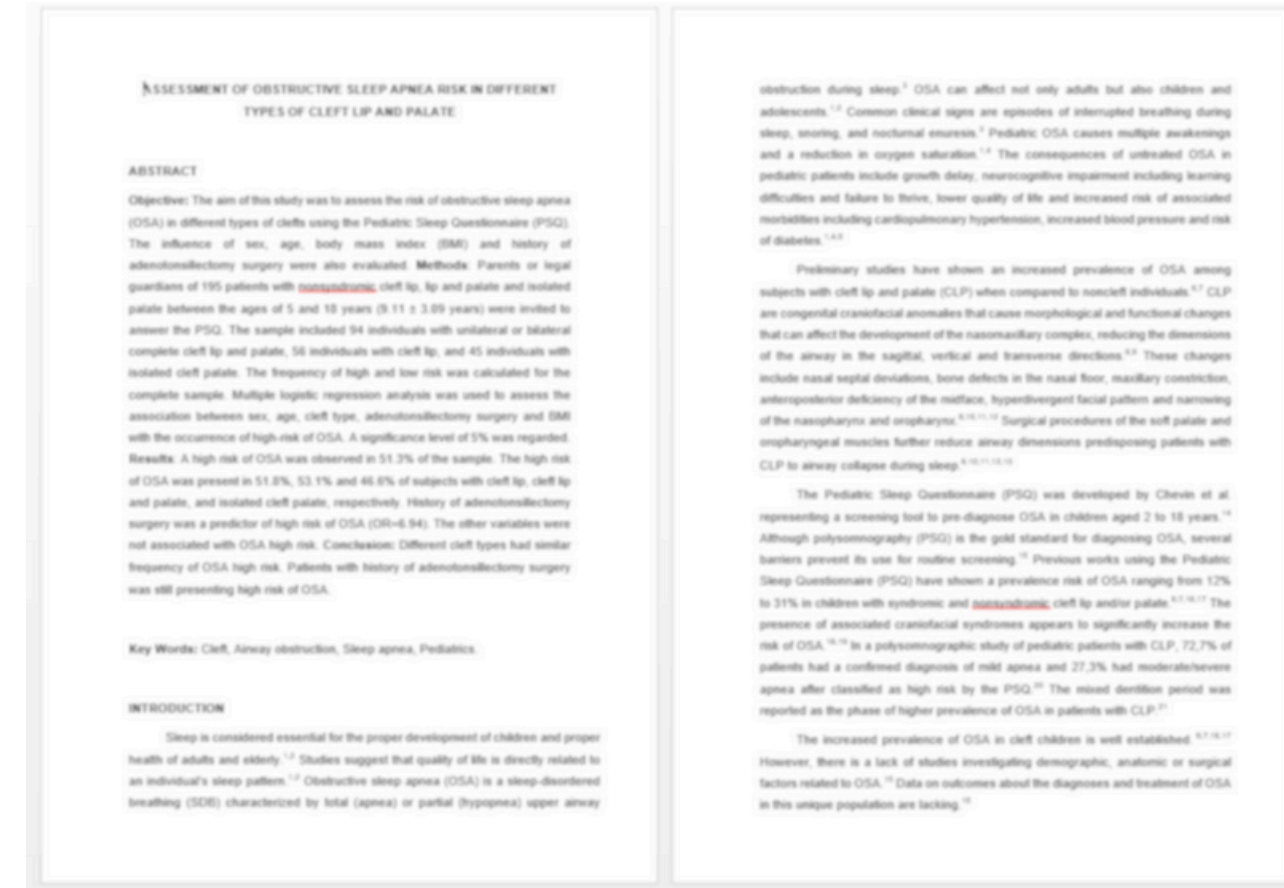 ASSESSMENT OF OBSTRUCTIVE SLEEP APNEA RISK IN DIFFERENT
TYPES OF CLEFT LIP AND PALATE
ABSTRACT
Objective: The aim of this study was to assess the risk of obstructive sleep apnea
(OSA) in different types of clefts using the Pediatric Sleep Questionnaire (PSQ).
The influence of sex, age, body mass index (BMI) and history of
adenotonsillectomy surgery were also evaluated. Methods: Parents or legal
guardians of 195 patients with nonsyndromic cleft lip, lip and palate and isolated
palate between the ages of 5 and 18 years (9.11 ± 3.09 years) were invited to
answer the PSQ. The sample included 94 individuals with unilateral or bilateral
complete cleft lip and palate, 56 individuals with cleft lip, and 45 individuals with
isolated cleft palate. The frequency of high and low risk was calculated for the
complete sample. Multiple logistic regression analysis was used to assess the
association between sex, age, cleft type, adenotonsillectomy surgery and BMI
with the occurrence of high-risk of OSA. A significance level of 5% was regarded.
Results: A high risk of OSA was observed in 51.3% of the sample. The high risk
of OSA was present in 51.8%, 53.1% and 46.6% of subjects with cleft lip, cleft lip
and palate, and isolated cleft palate, respectively. History of adenotonsillectomy
surgery was a predictor of high risk of OSA (OR=6.94). The other variables were
not associated with OSA high risk. Conclusion: Different cleft types had similar
frequency of OSA high risk. Patients with history of adenotonsillectomy surgery
was still presenting high risk of OSA.
Key Words: Cleft, Airway obstruction, Sleep apnea, Pediatrics.
INTRODUCTION
Sleep is considered essential for the proper development of children and proper
health of adults and elderly. Studies suggest that quality of life is directly related to
an individual's sleep pattern. Obstructive sleep apnea (OSA) is a sleep-disordered
breathing (SDB) characterized by total (apnea) or partial (hypopnea) upper airway
obstruction during sleep. OSA can affect not only adults but also children and
adolescents. Common clinical signs are episodes of interrupted breathing during
sleep, snoring, and nocturnal enuresis. Pediatric OSA causes multiple awakenings
and a reduction in oxygen saturation. The consequences of untreated OSA in
pediatric patients include growth delay, neurocognitive impairment including learning
difficulties and failure to thrive, lower quality of life and increased risk of associated
morbidities including cardiopulmonary hypertension, increased blood pressure and risk
of diabetes.
Preliminary studies have shown an increased prevalence of OSA among
subjects with cleft lip and palate (CLP) when compared to noncleft individuals. CLP
are congenital craniofacial anomalies that cause morphological and functional changes
that can affect the development of the nasomaxillary complex, reducing the dimensions
of the airway in the sagittal, vertical and transverse directions. These changes
include nasal septal deviations, bone defects in the nasal floor, maxillary constriction,
anteroposterior deficiency of the midface, hyperdivergent facial pattern and narrowing
of the nasopharynx and oropharynx. Surgical procedures of the soft palate and
oropharyngeal muscles further reduce airway dimensions predisposing patients with
CLP to airway collapse during sleep.
The Pediatric Sleep Questionnaire (PSQ) was developed by Chevin et al.
representing a screening tool to pre-diagnose OSA in children aged 2 to 18 years.
Although polysomnography (PSG) is the gold standard for diagnosing OSA, several
barriers prevent its use for routine screening. Previous works using the Pediatric
Sleep Questionnaire (PSQ) have shown a prevalence risk of OSA ranging from 12%
to 31% in children with syndromic and nonsyndromic cleft lip and/or palate. The
presence of associated craniofacial syndromes appears to significantly increase the
risk of OSA. In a polysomnographic study of pediatric patients with CLP, 72,7% of
patients had a confirmed diagnosis of mild apnea and 27,3% had moderate/severe
apnea after classified as high risk by the PSQ. The mixed dentition period was
reported as the phase of higher prevalence of OSA in patients with CLP.
The increased prevalence of OSA in cleft children is well established.
However, there is a lack of studies investigating demographic, anatomic or surgical
factors related to OSA. Data on outcomes about the diagnoses and treatment of OSA
in this unique population are lacking.